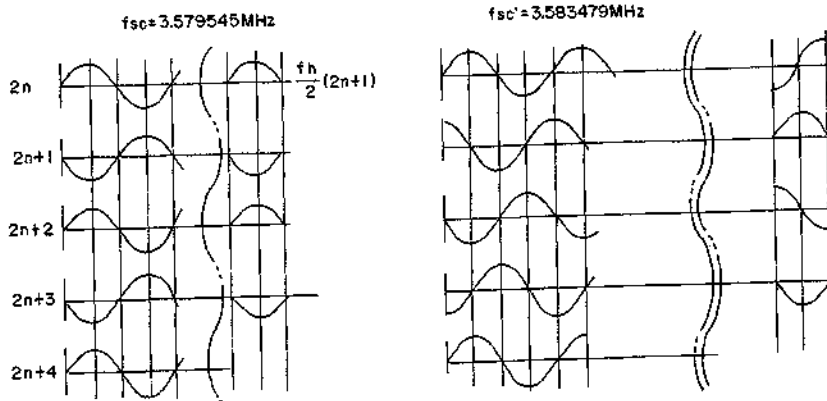 fsc=3.579545MHz
fsc'=3.583479MHz
2n
fh/2(2n+1)
2n+1
2n+2
2n+3
2n+4